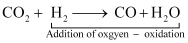 CO₂ + H₂ ⟶ CO + H₂O
Addition of oxgyen − oxidation